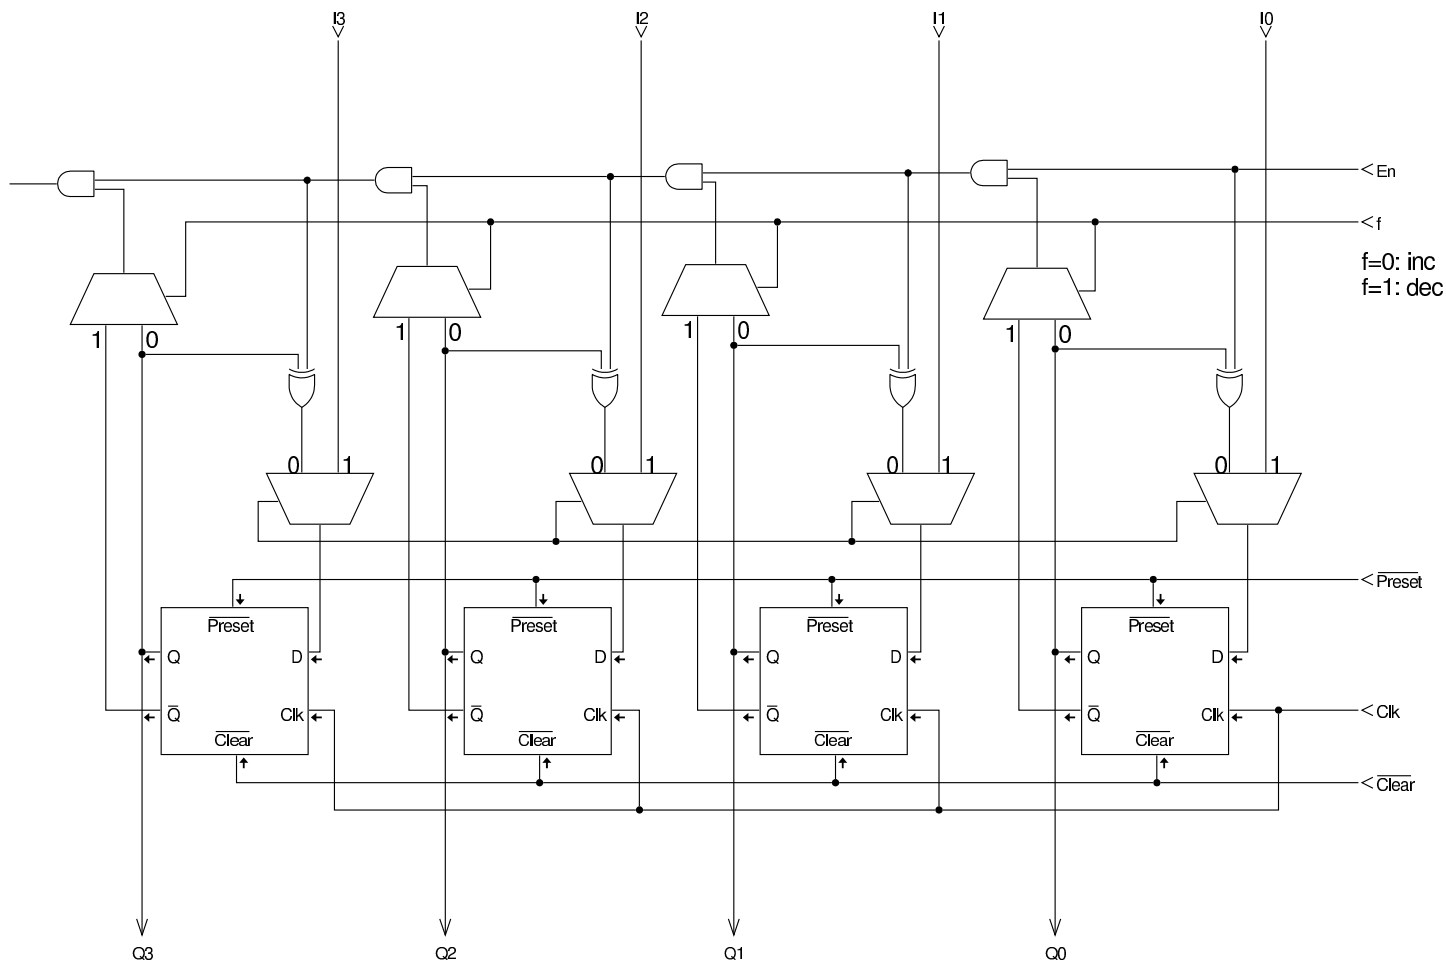 I3 I2 I1 I0
En
f
f=0: inc
f=1: dec
1 0 1 0 1 0 1 0
0 1 0 1 0 1 0 1
Preset
Preset Preset Preset Preset
Q D Q D Q D Q D
Q Clk Q Clk Q Clk Q Clk
Clk
Clear Clear Clear Clear
Clear
Q3 Q2 Q1 Q0